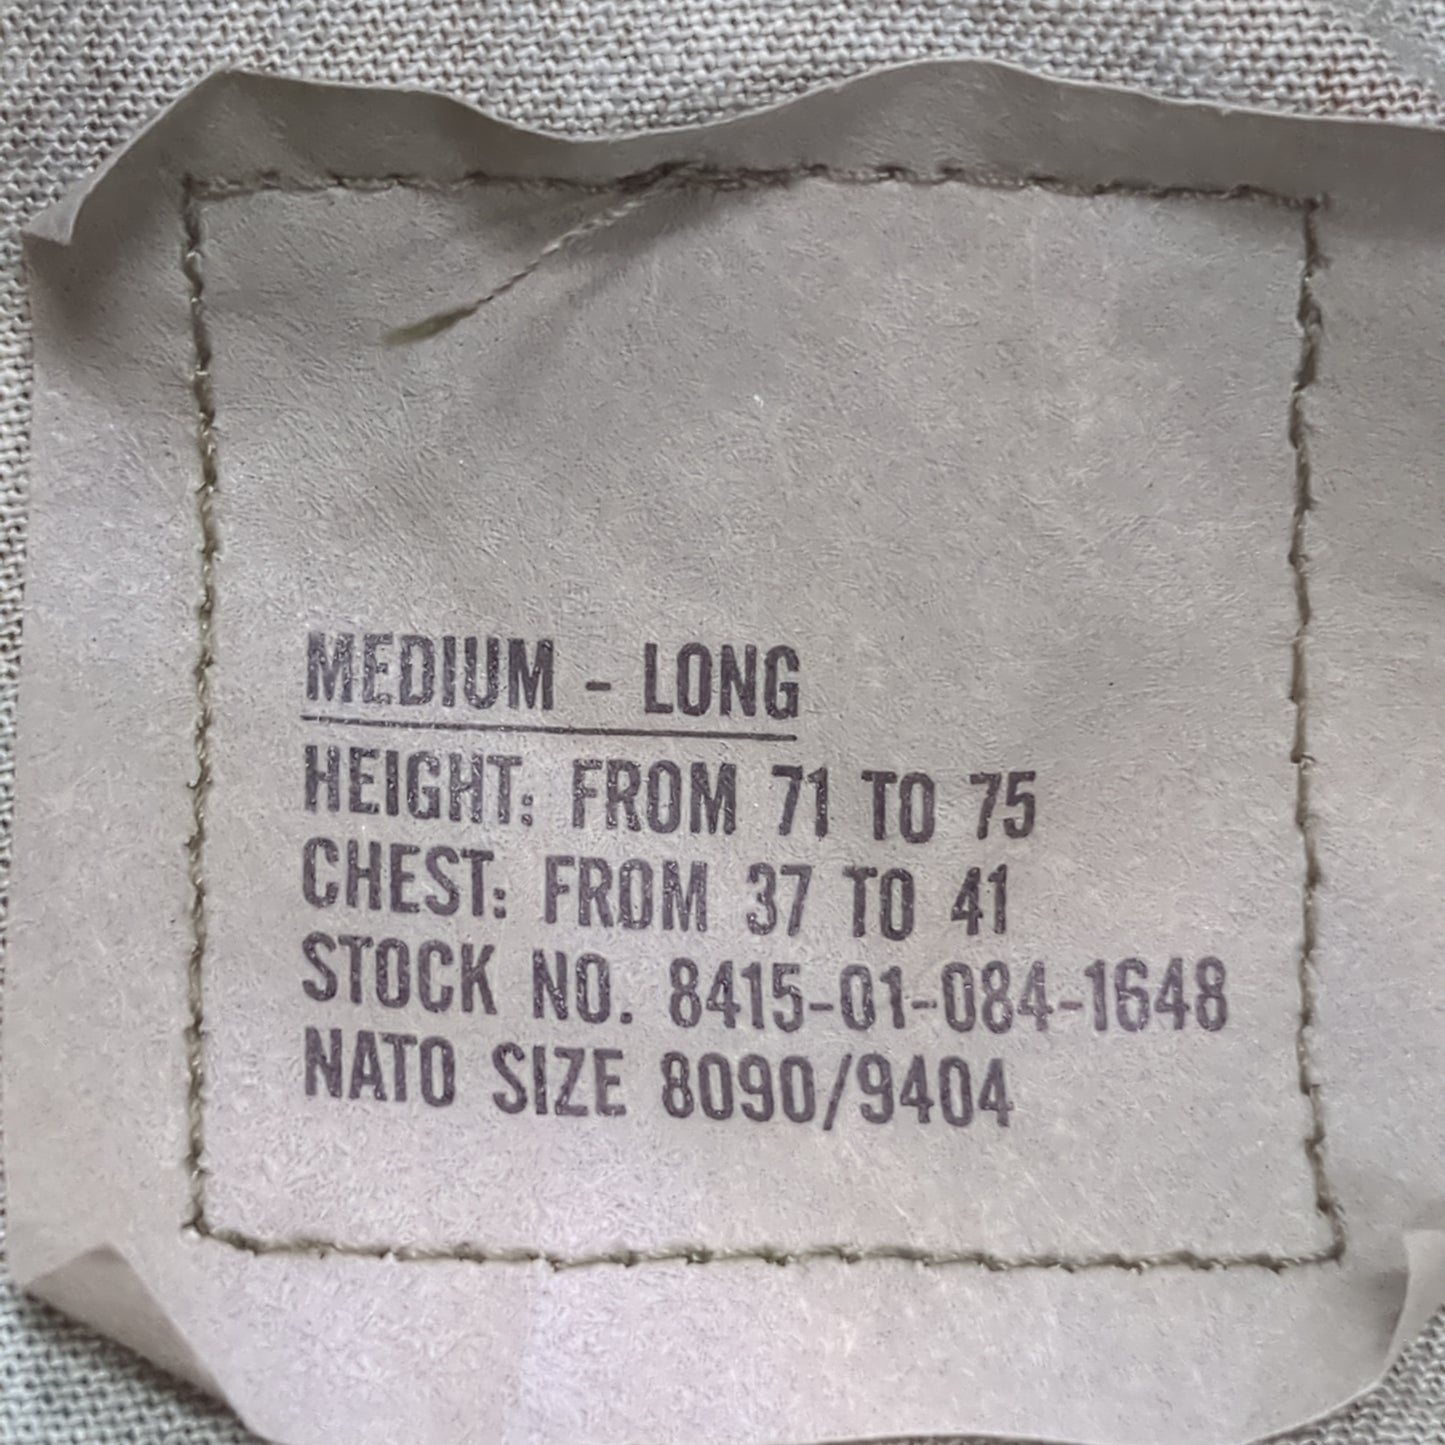 MEDIUM - LONG
HEIGHT: FROM 71 TO 75
CHEST: FROM 37 TO 41
STOCK NO. 8415-01-084-1648
NATO SIZE 8090/9404